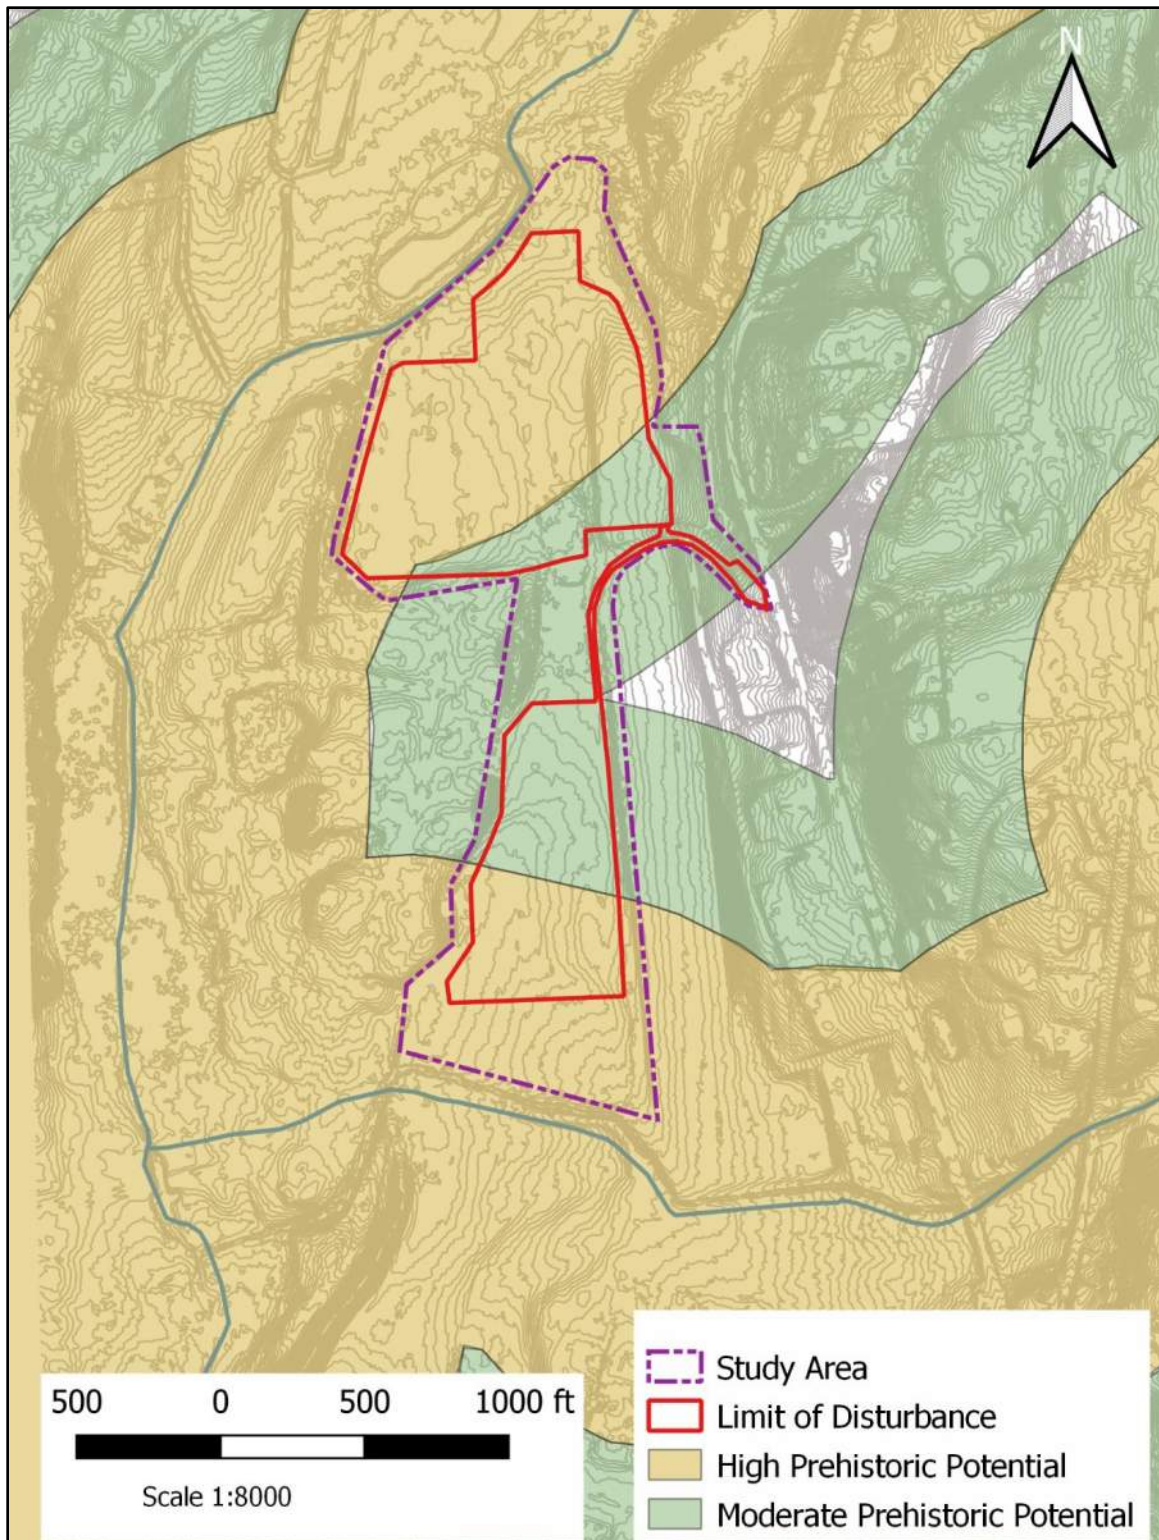 N
500 0 500 1000 ft
Scale 1:8000
Study Area
Limit of Disturbance
High Prehistoric Potential
Moderate Prehistoric Potential